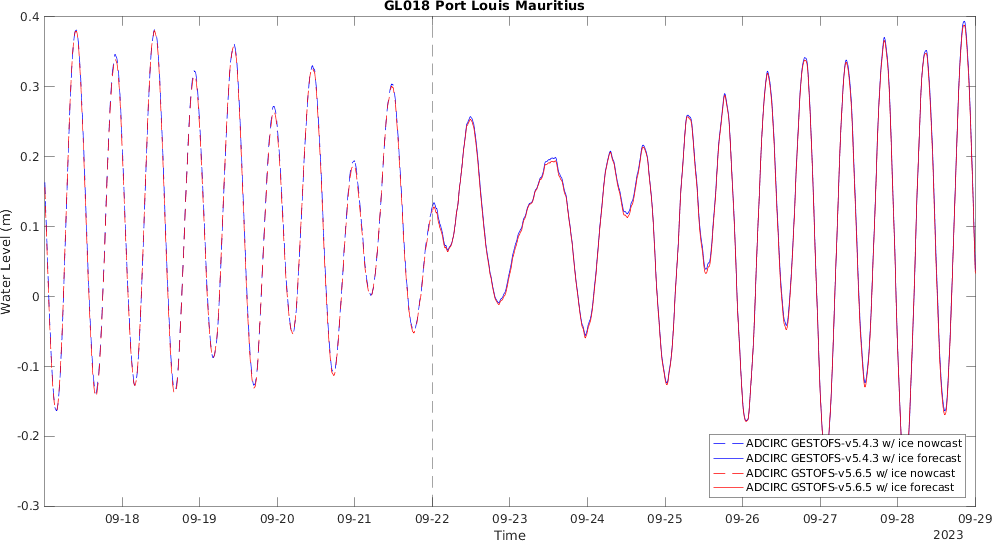 GL018 Port Louis Mauritius
0.4
0.3
0.2
0.1
0
-0.1
-0.2
-0.3
Water Level (m)
ADCIRC GESTOFS-v5.4.3 w/ ice nowcast
ADCIRC GESTOFS-v5.4.3 w/ ice forecast
ADCIRC GSTOFS-v5.6.5 w/ ice nowcast
ADCIRC GSTOFS-v5.6.5 w/ ice forecast
09-18 09-19 09-20 09-21 09-22 09-23 09-24 09-25 09-26 09-27 09-28 09-29
Time
2023